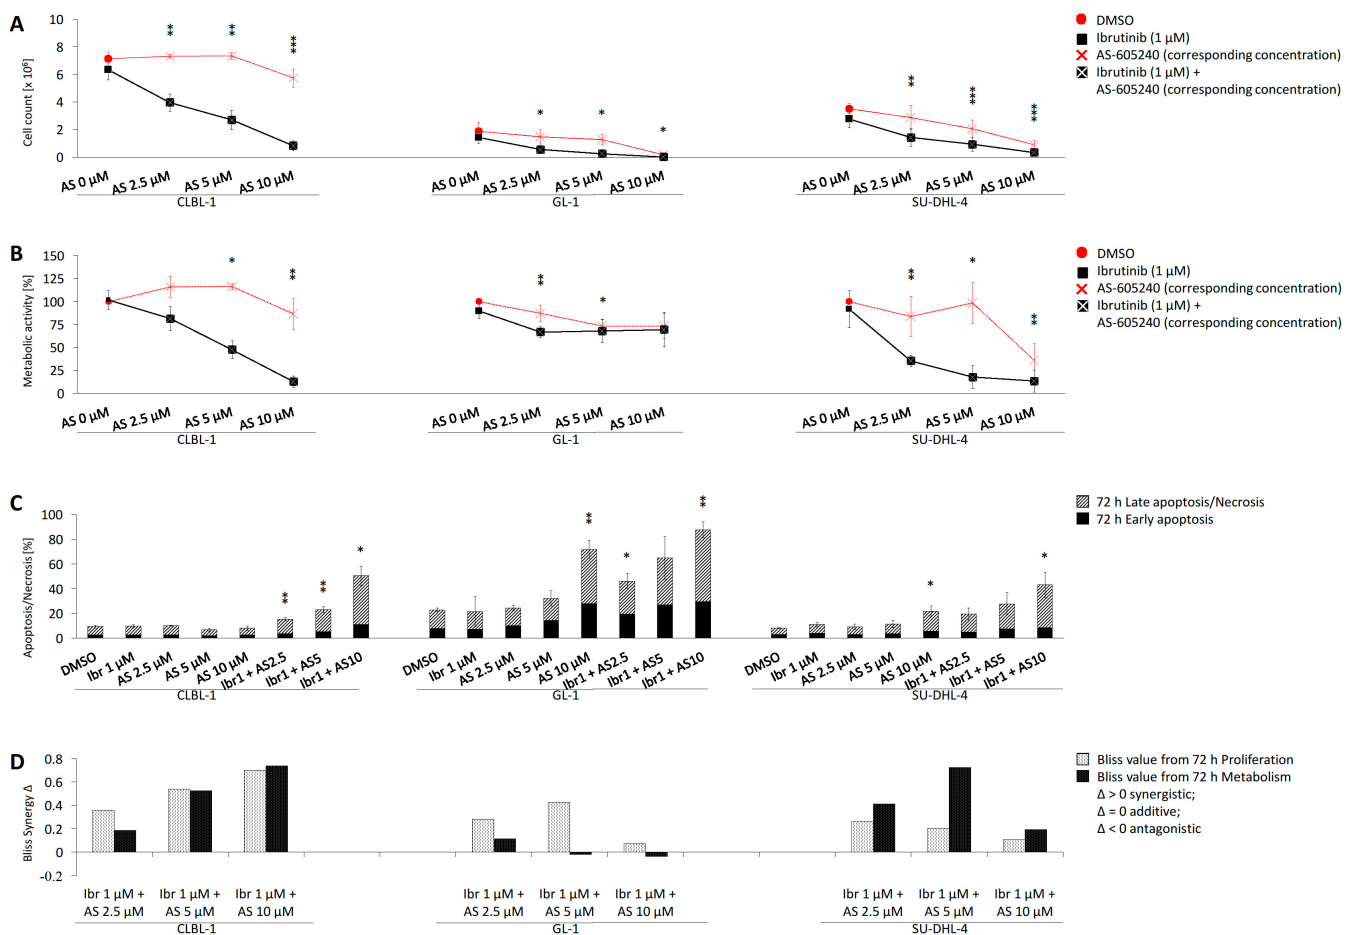 A
Cell count [x 10⁵]
10
8
6
4
2
0
** ** *** * * * ** *** ***
AS 0 µM AS 2.5 µM AS 5 µM AS 10 µM AS 0 µM AS 2.5 µM AS 5 µM AS 10 µM AS 0 µM AS 2.5 µM AS 5 µM AS 10 µM
CLBL-1 GL-1 SU-DHL-4
DMSO
Ibrutinib (1 µM)
AS-605240 (corresponding concentration)
Ibrutinib (1 µM) +
AS-605240 (corresponding concentration)
B
Metabolic activity [%]
150
125
100
75
50
25
0
* ** ** * ** * **
AS 0 µM AS 2.5 µM AS 5 µM AS 10 µM AS 0 µM AS 2.5 µM AS 5 µM AS 10 µM AS 0 µM AS 2.5 µM AS 5 µM AS 10 µM
CLBL-1 GL-1 SU-DHL-4
DMSO
Ibrutinib (1 µM)
AS-605240 (corresponding concentration)
Ibrutinib (1 µM) +
AS-605240 (corresponding concentration)
C
Apoptosis/Necrosis [%]
100
80
60
40
20
0
** ** * ** * ** * *
DMSO Ibr 1 µM AS 2.5 µM AS 5 µM AS 10 µM Ibr1 + AS2.5 Ibr1 + AS5 Ibr1 + AS10 DMSO Ibr 1 µM AS 2.5 µM AS 5 µM AS 10 µM Ibr1 + AS2.5 Ibr1 + AS5 Ibr1 + AS10 DMSO Ibr 1 µM AS 2.5 µM AS 5 µM AS 10 µM Ibr1 + AS2.5 Ibr1 + AS5 Ibr1 + AS10
CLBL-1 GL-1 SU-DHL-4
72 h Late apoptosis/Necrosis
72 h Early apoptosis
D
Bliss Synergy Δ
0.8
0.6
0.4
0.2
0
-0.2
Ibr 1 µM + Ibr 1 µM + Ibr 1 µM + Ibr 1 µM + Ibr 1 µM + Ibr 1 µM + Ibr 1 µM + Ibr 1 µM + Ibr 1 µM +
AS 2.5 µM AS 5 µM AS 10 µM AS 2.5 µM AS 5 µM AS 10 µM AS 2.5 µM AS 5 µM AS 10 µM
CLBL-1 GL-1 SU-DHL-4
Bliss value from 72 h Proliferation
Bliss value from 72 h Metabolism
Δ > 0 synergistic;
Δ = 0 additive;
Δ < 0 antagonistic